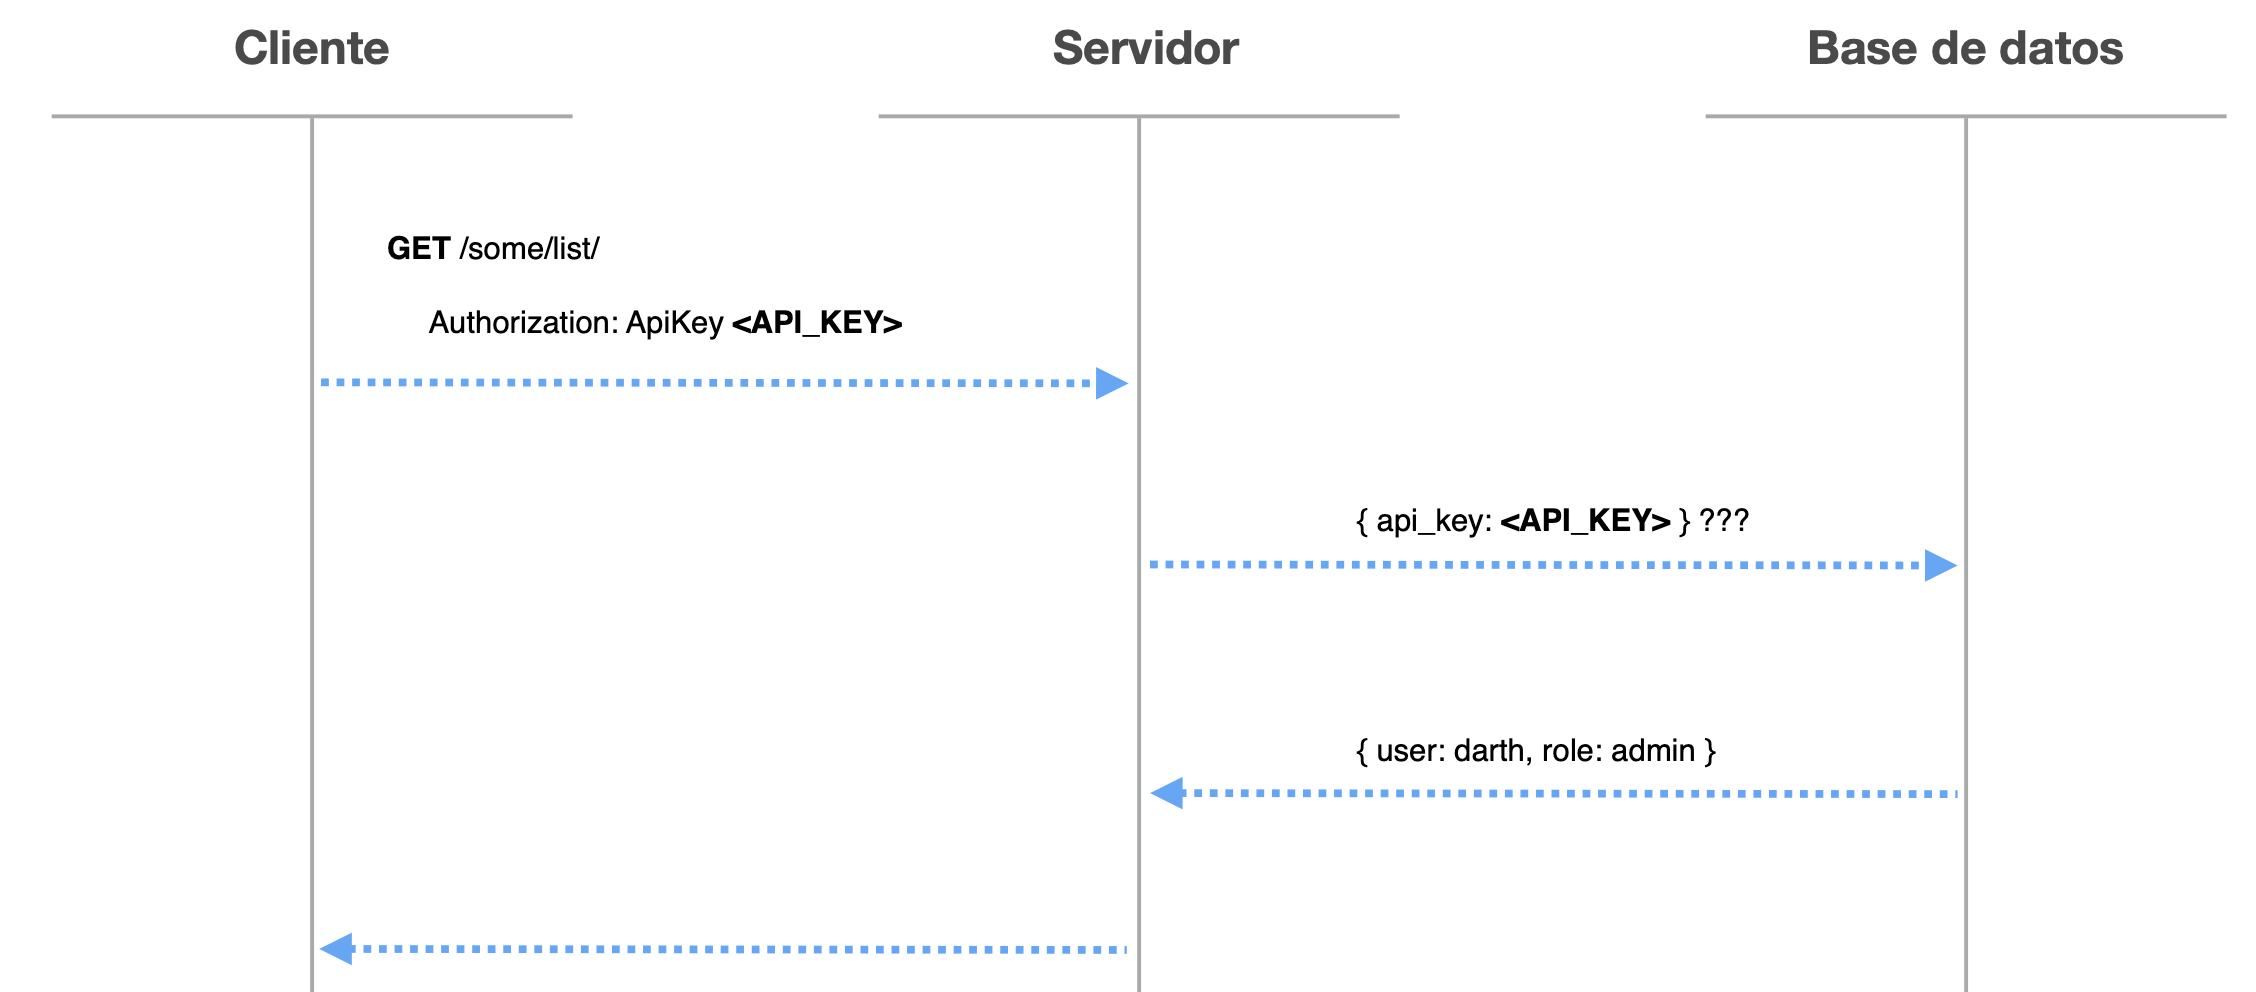 Cliente
Servidor
Base de datos
GET /some/list/
Authorization: ApiKey <API_KEY>
{ api_key: <API_KEY> } ???
{ user: darth, role: admin }